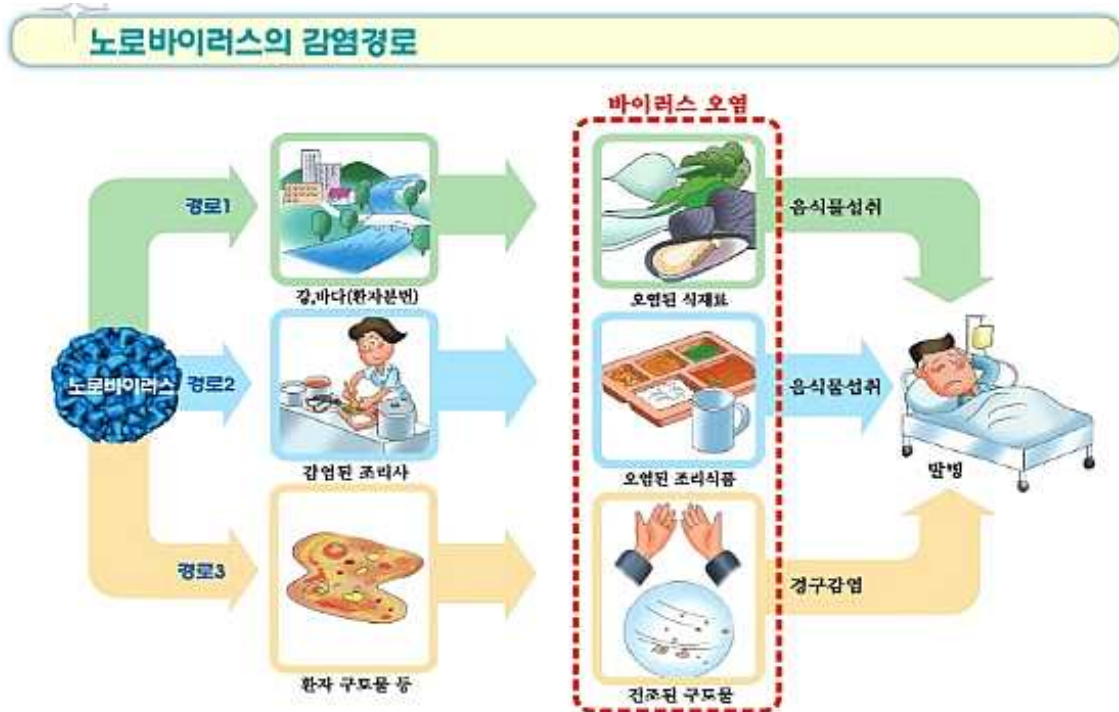 노로바이러스의 감염경로
바이러스 오염
경로1
음식물섭취
강,바다(환자분변)
오염된 식재료
노로바이러스
경로2
음식물섭취
감염된 조리사
오염된 조리식품
발병
경로3
경구감염
환자 구토물 등
건조된 구토물